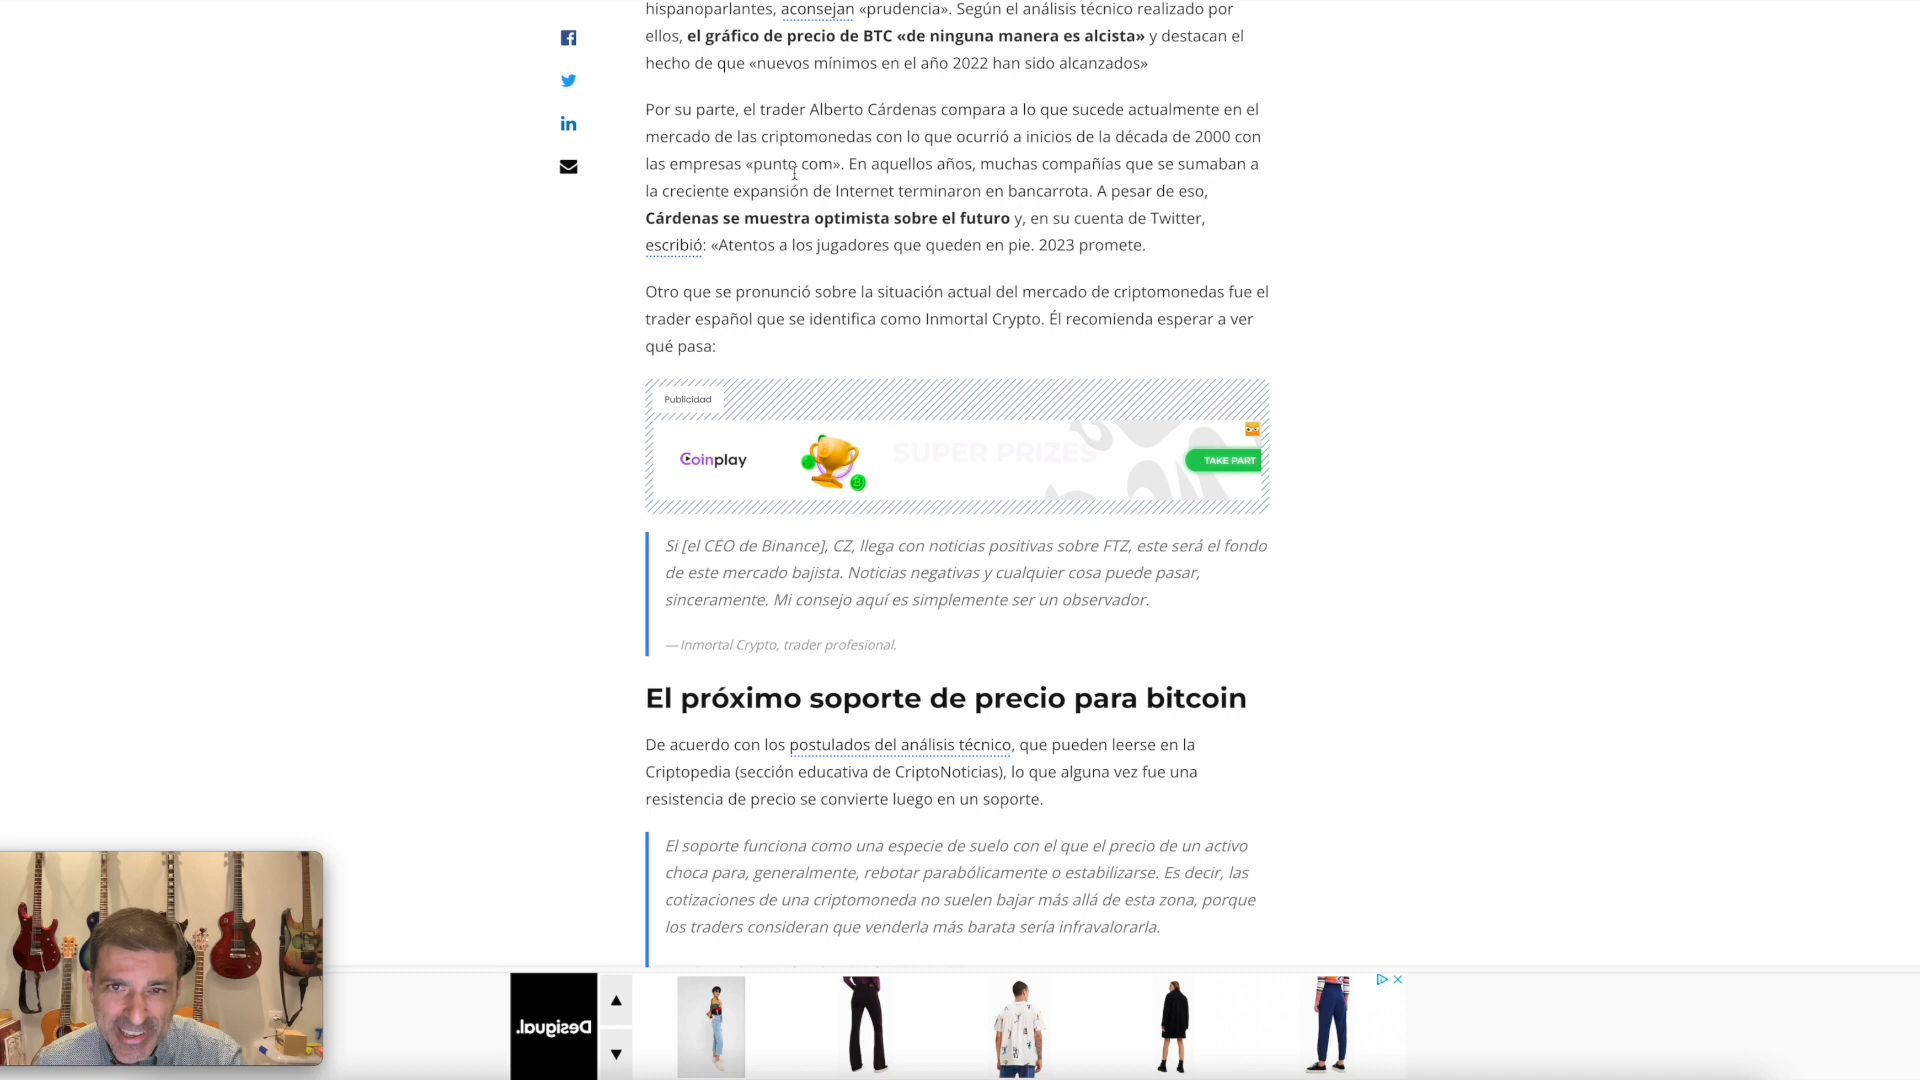 hispanoparlantes, aconsejan «prudencia». Según el análisis técnico realizado por
ellos, el gráfico de precio de BTC «de ninguna manera es alcista» y destacan el
hecho de que «nuevos mínimos en el año 2022 han sido alcanzados»
Por su parte, el trader Alberto Cárdenas compara a lo que sucede actualmente en el
mercado de las criptomonedas con lo que ocurrió a inicios de la década de 2000 con
las empresas «punto com». En aquellos años, muchas compañías que se sumaban a
la creciente expansión de Internet terminaron en bancarrota. A pesar de eso,
Cárdenas se muestra optimista sobre el futuro y, en su cuenta de Twitter,
escribió: «Atentos a los jugadores que queden en pie. 2023 promete.
Otro que se pronunció sobre la situación actual del mercado de criptomonedas fue el
trader español que se identifica como Inmortal Crypto. Él recomienda esperar a ver
qué pasa:
Publicidad
Coinplay
SUPER PRIZES
TAKE PART
Si [el CEO de Binance], CZ, llega con noticias positivas sobre FTZ, este será el fondo
de este mercado bajista. Noticias negativas y cualquier cosa puede pasar,
sinceramente. Mi consejo aquí es simplemente ser un observador.
— Inmortal Crypto, trader profesional.
El próximo soporte de precio para bitcoin
De acuerdo con los postulados del análisis técnico, que pueden leerse en la
Criptopedia (sección educativa de CriptoNoticias), lo que alguna vez fue una
resistencia de precio se convierte luego en un soporte.
El soporte funciona como una especie de suelo con el que el precio de un activo
choca para, generalmente, rebotar parabólicamente o estabilizarse. Es decir, las
cotizaciones de una criptomoneda no suelen bajar más allá de esta zona, porque
los traders consideran que venderla más barata sería infravalorarla.
Desigual.